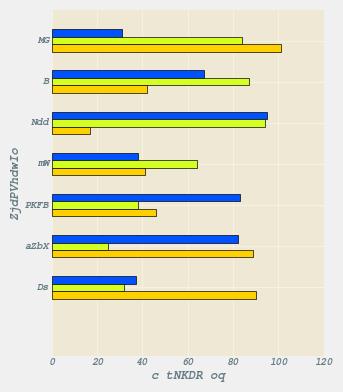 MG
B
Ndd
mW
PKFB
aZbX
Ds
ZjdPVhdwIo
0 20 40 60 80 100 120
c tNKDR oq